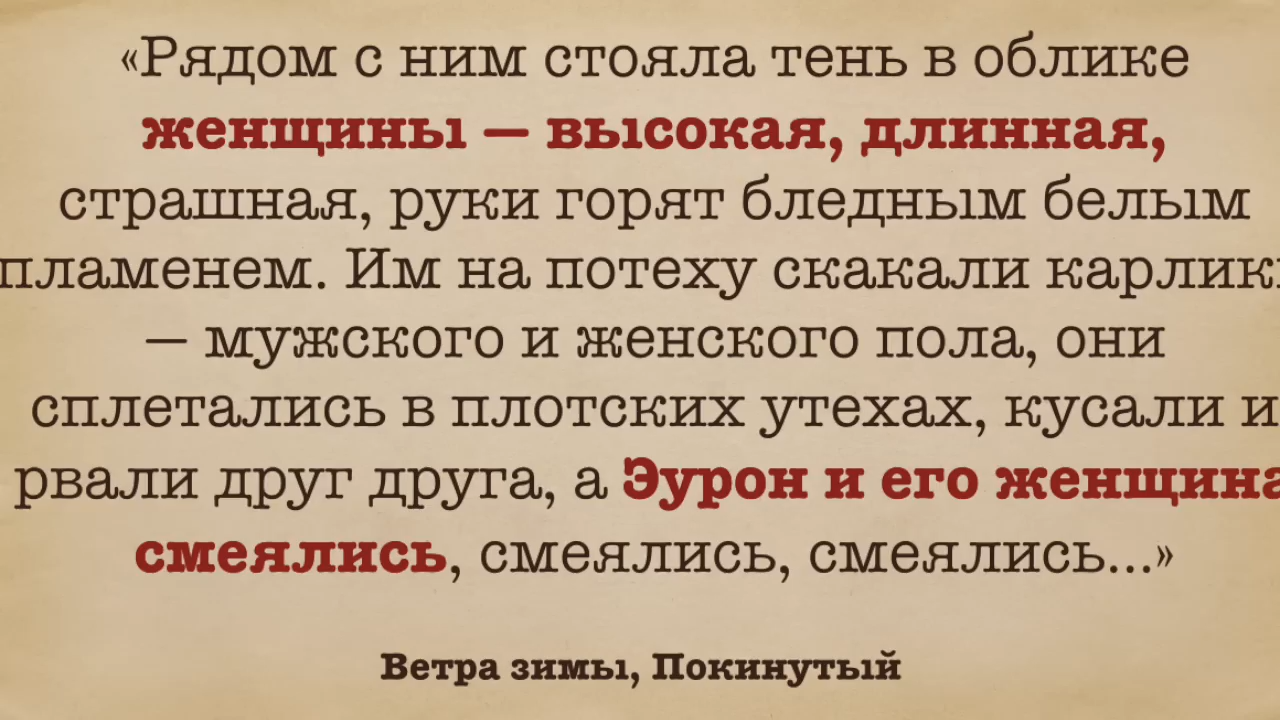 «Рядом с ним стояла тень в облике
женщины — высокая, длинная,
страшная, руки горят бледным белым
пламенем. Им на потеху скакали карлики
— мужского и женского пола, они
сплетались в плотских утехах, кусали и
рвали друг друга, а Эурон и его женщина
смеялись, смеялись, смеялись...»
Ветра зимы, Покинутый